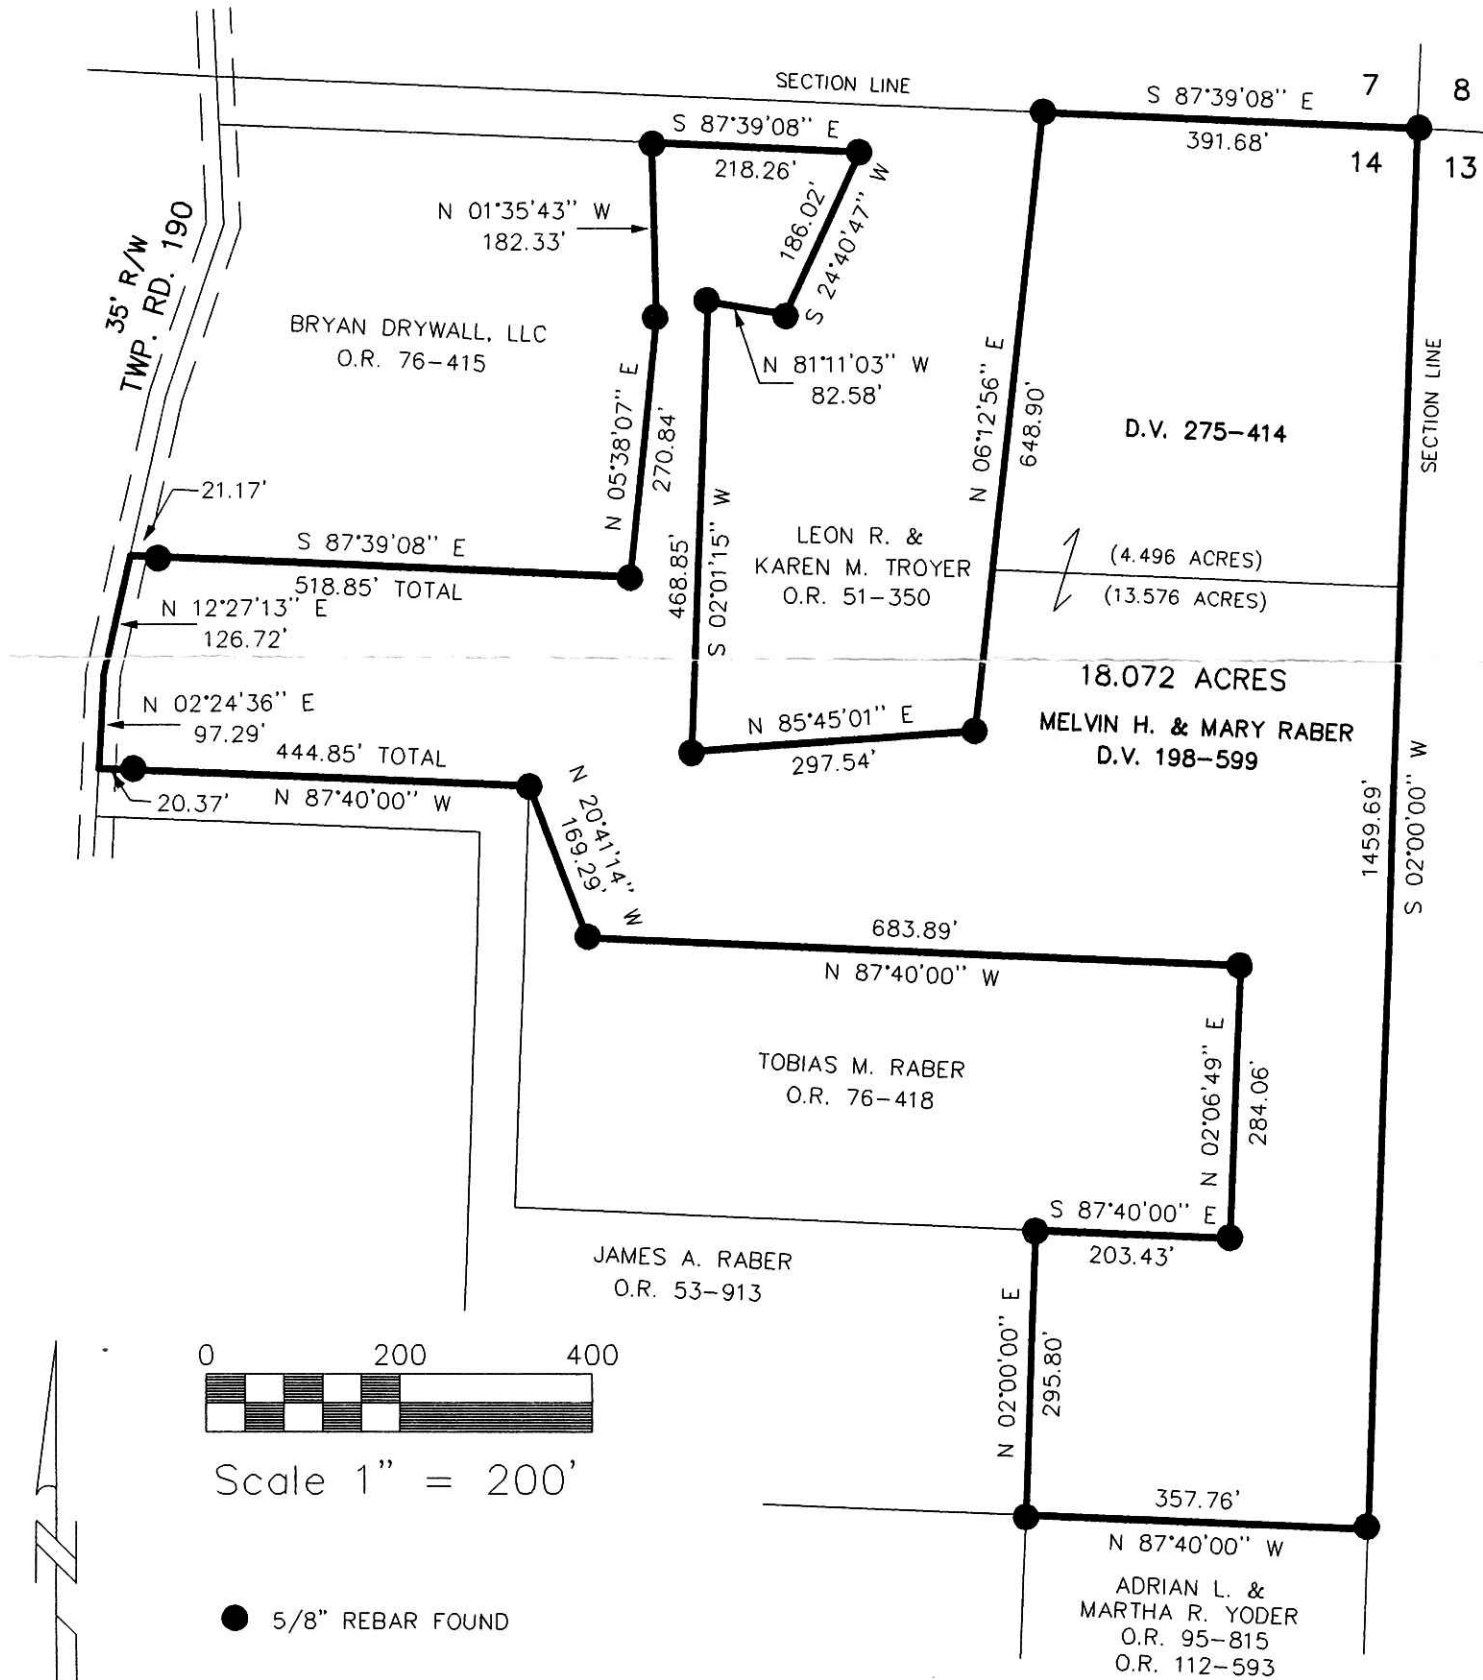 SECTION LINE
S 87°39'08" E
391.68'
7
8
14
13
S 87°39'08" E
218.26'
186.02'
S 24°40'47" W
N 01°35'43" W
182.33'
35' R/W
TWP. RD. 190
BRYAN DRYWALL, LLC
O.R. 76-415
N 81°11'03" W
82.58'
N 06°12'56" E
648.90'
D.V. 275-414
SECTION LINE
N 05°38'07" E
270.84'
21.17'
S 87°39'08" E
518.85' TOTAL
468.85'
S 02°01'15" W
LEON R. &
KAREN M. TROYER
O.R. 51-350
(4.496 ACRES)
(13.576 ACRES)
N 12°27'13" E
126.72'
18.072 ACRES
MELVIN H. & MARY RABER
D.V. 198-599
N 02°24'36" E
97.29'
N 85°45'01" E
297.54'
444.85' TOTAL
N 87°40'00" W
20.37'
N 20°41'14" W
169.29'
1459.69'
S 02°00'00" W
683.89'
N 87°40'00" W
TOBIAS M. RABER
O.R. 76-418
N 02°06'49" E
284.06'
S 87°40'00" E
203.43'
JAMES A. RABER
O.R. 53-913
N 02°00'00" E
295.80'
0 200 400
Scale 1" = 200'
357.76'
N 87°40'00" W
N
5/8" REBAR FOUND
ADRIAN L. &
MARTHA R. YODER
O.R. 95-815
O.R. 112-593